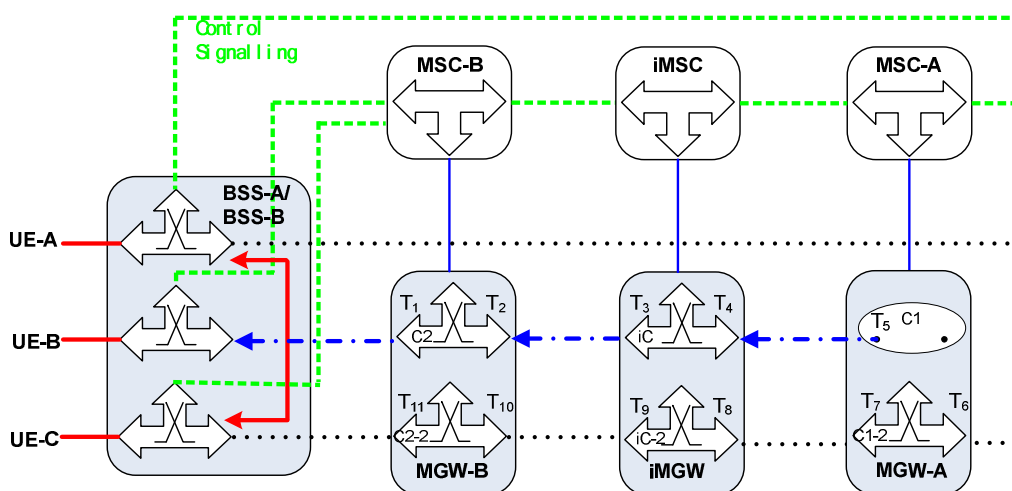 Control
Signalling
MSC-B
iMSC
MSC-A
BSS-A/
BSS-B
UE-A
UE-B
UE-C
T1 T2
C2
T3 T4
iC
T5 C1
T11 T10
C2-2
MGW-B
T9 T8
iC-2
iMGW
T7 T6
C1-2
MGW-A